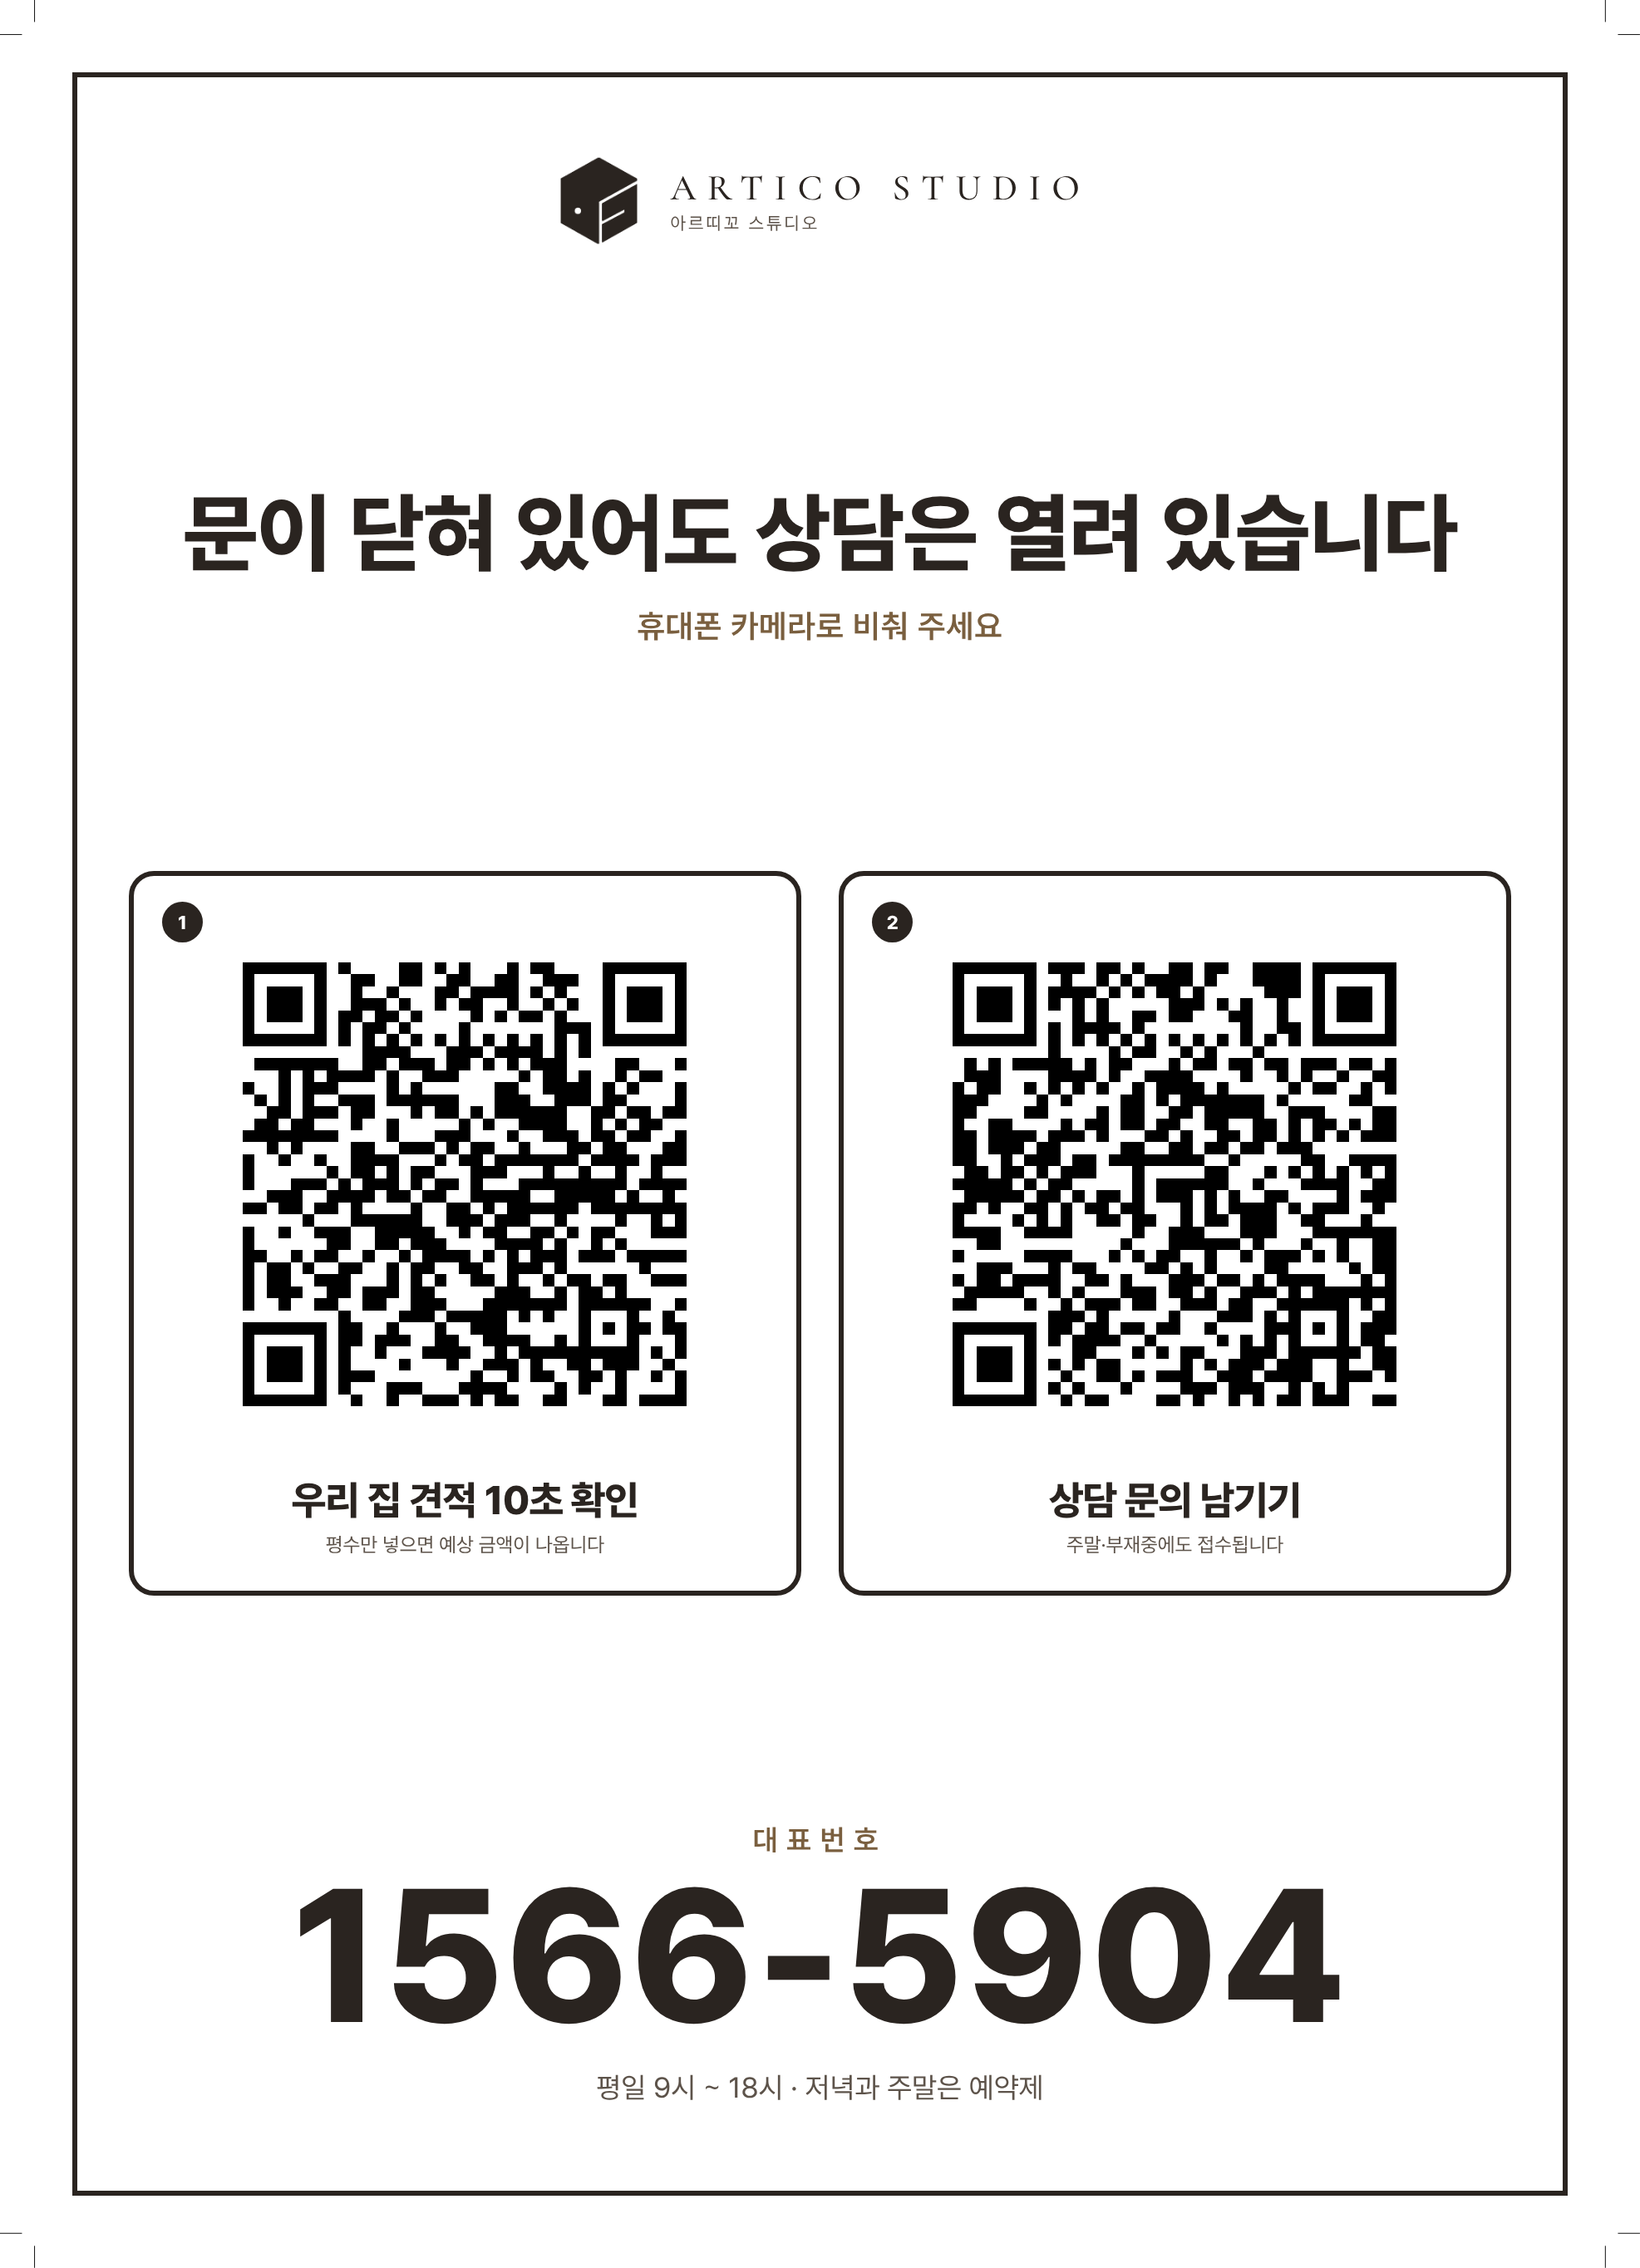 ARTICO STUDIO
아르띠꼬 스튜디오
문이 닫혀 있어도 상담은 열려 있습니다
휴대폰 카메라로 비춰 주세요
1
우리 집 견적 10초 확인
평수만 넣으면 예상 금액이 나옵니다
2
상담 문의 남기기
주말·부재중에도 접수됩니다
대표번호
1566-5904
평일 9시 ~ 18시 · 저녁과 주말은 예약제